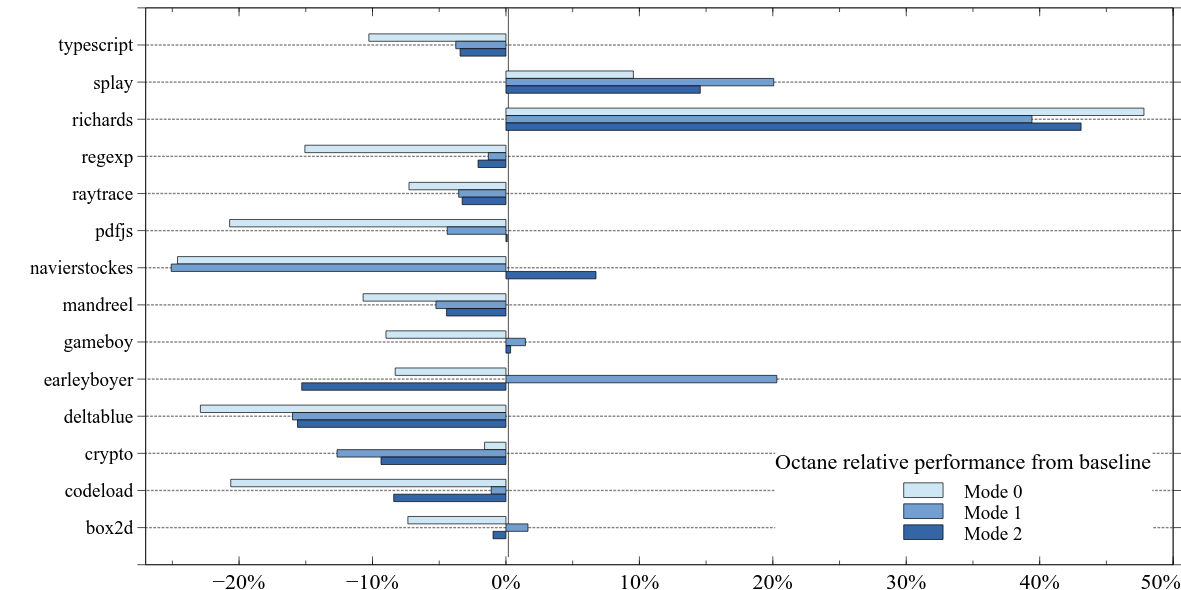 typescript
splay
richards
regexp
raytrace
pdfjs
navierstockes
mandreel
gameboy
earleyboyer
deltablue
crypto
codeload
box2d
Octane relative performance from baseline
Mode 0
Mode 1
Mode 2
−20% −10% 0% 10% 20% 30% 40% 50%